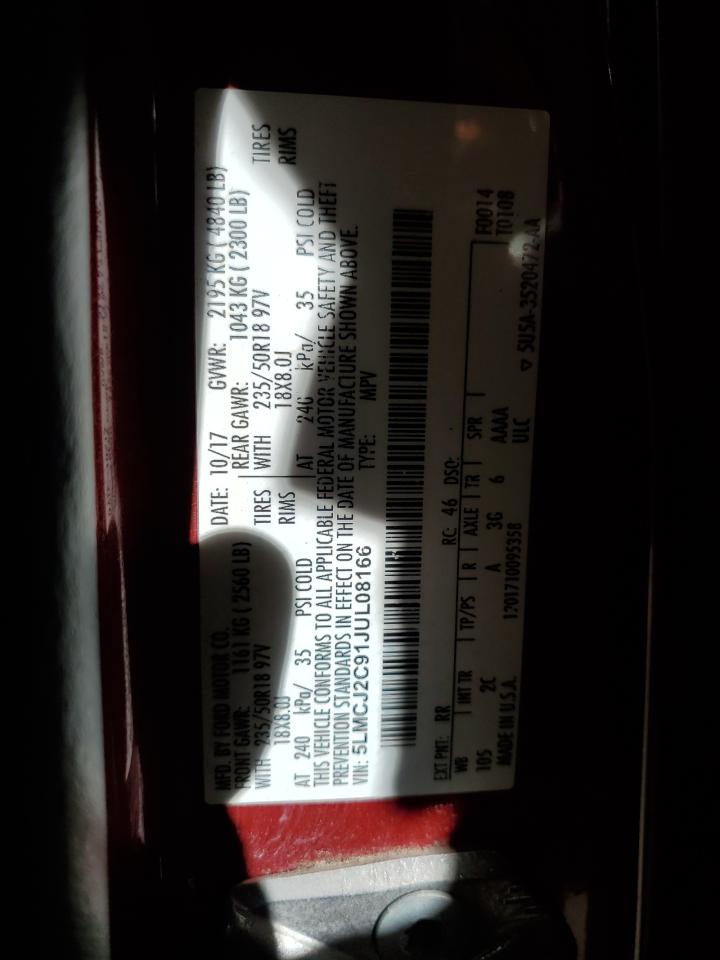 MFD. BY FORD MOTOR CO.
DATE: 10/17 GVWR: 2195 KG ( 4840 LB)
FRONT GAWR: 1161 KG ( 2560 LB) REAR GAWR: 1043 KG ( 2300 LB)
WITH 235/50R18 97V TIRES WITH 235/50R18 97V TIRES
18X8.0J RIMS 18X8.0J RIMS
AT 240 kPa/ 35 PSI COLD AT 240 kPa/ 35 PSI COLD
THIS VEHICLE CONFORMS TO ALL APPLICABLE FEDERAL MOTOR VEHICLE SAFETY AND THEFT
PREVENTION STANDARDS IN EFFECT ON THE DATE OF MANUFACTURE SHOWN ABOVE.
VIN: 5LMCJ2C91JUL08166 TYPE: MPV
EXT PNT: RR RC: 46 DSO: F0014
WB INT TR TP/PS R AXLE TR SPR T0108
105 2C A 3G 6 AAAA
MADE IN U.S.A. 1201710095358 ULC ▽ 5U5A-3520472-AA